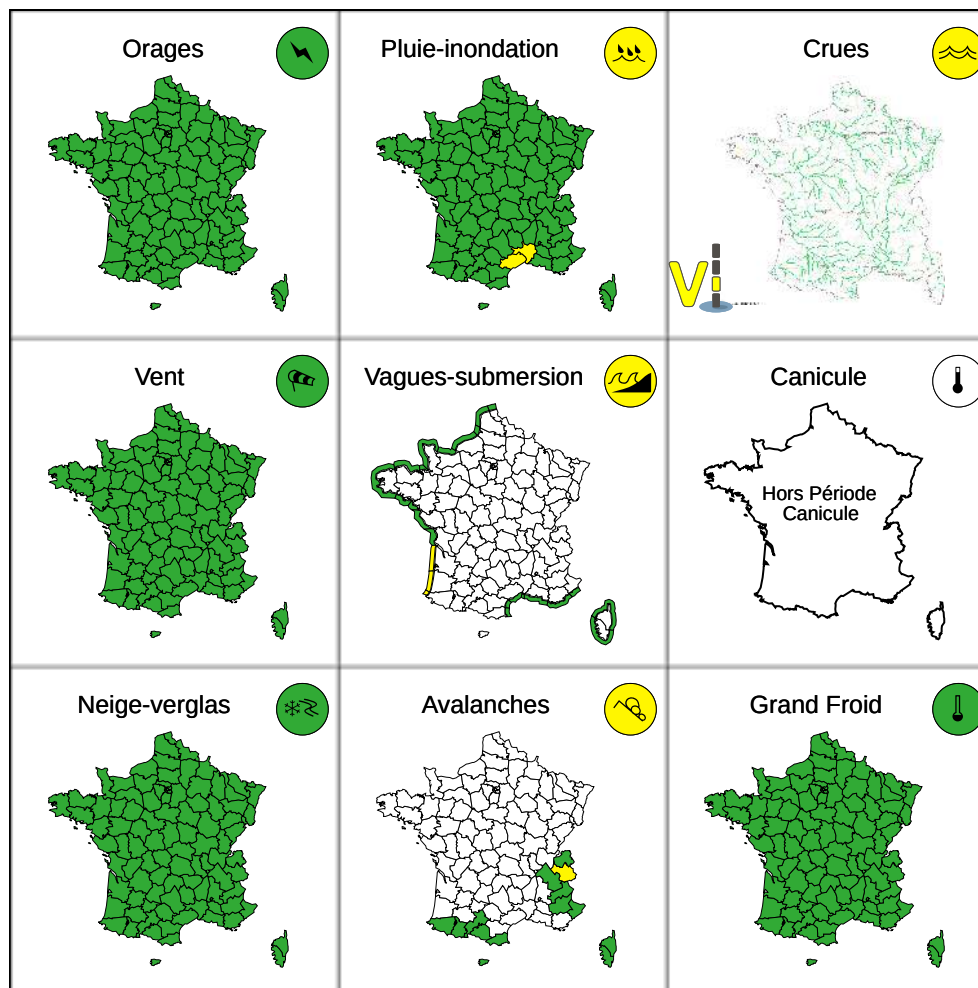 Orages
Pluie-inondation
Crues
Vent
Vagues-submersion
Canicule
Hors Période
Canicule
Neige-verglas
Avalanches
Grand Froid